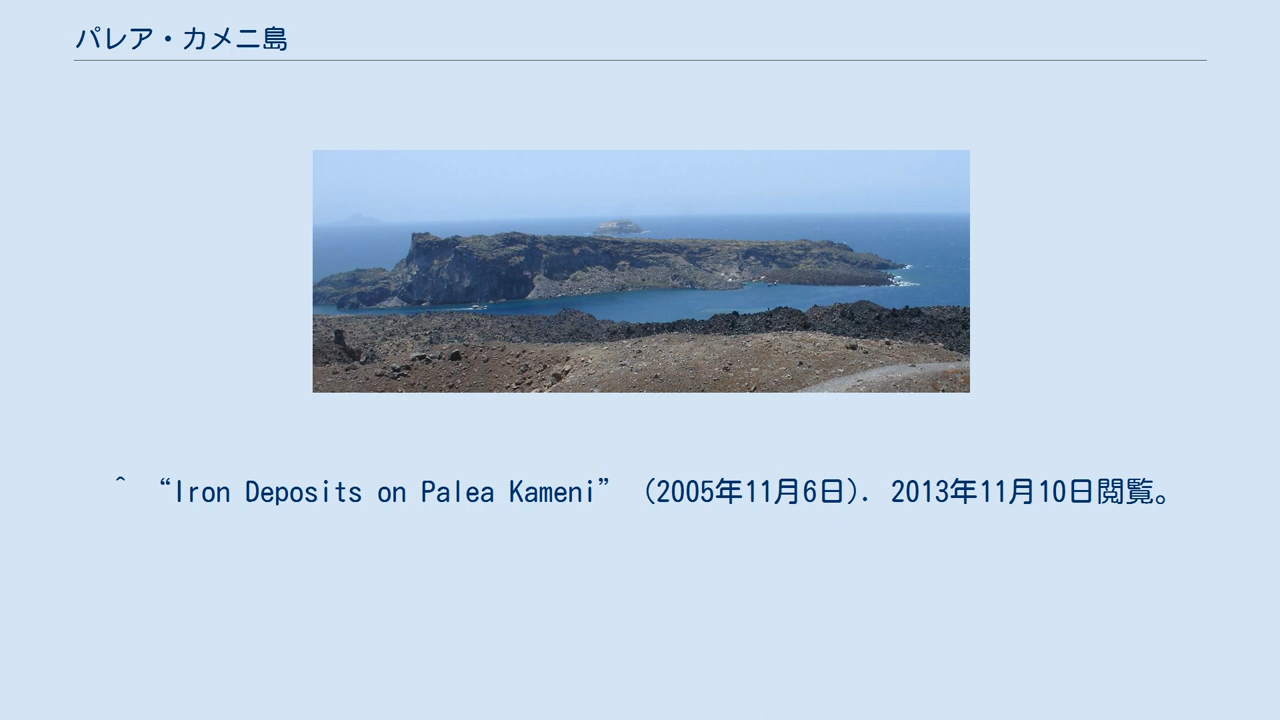 パレア・カメニ島
^ “Iron Deposits on Palea Kameni” (2005年11月6日). 2013年11月10日閲覧。